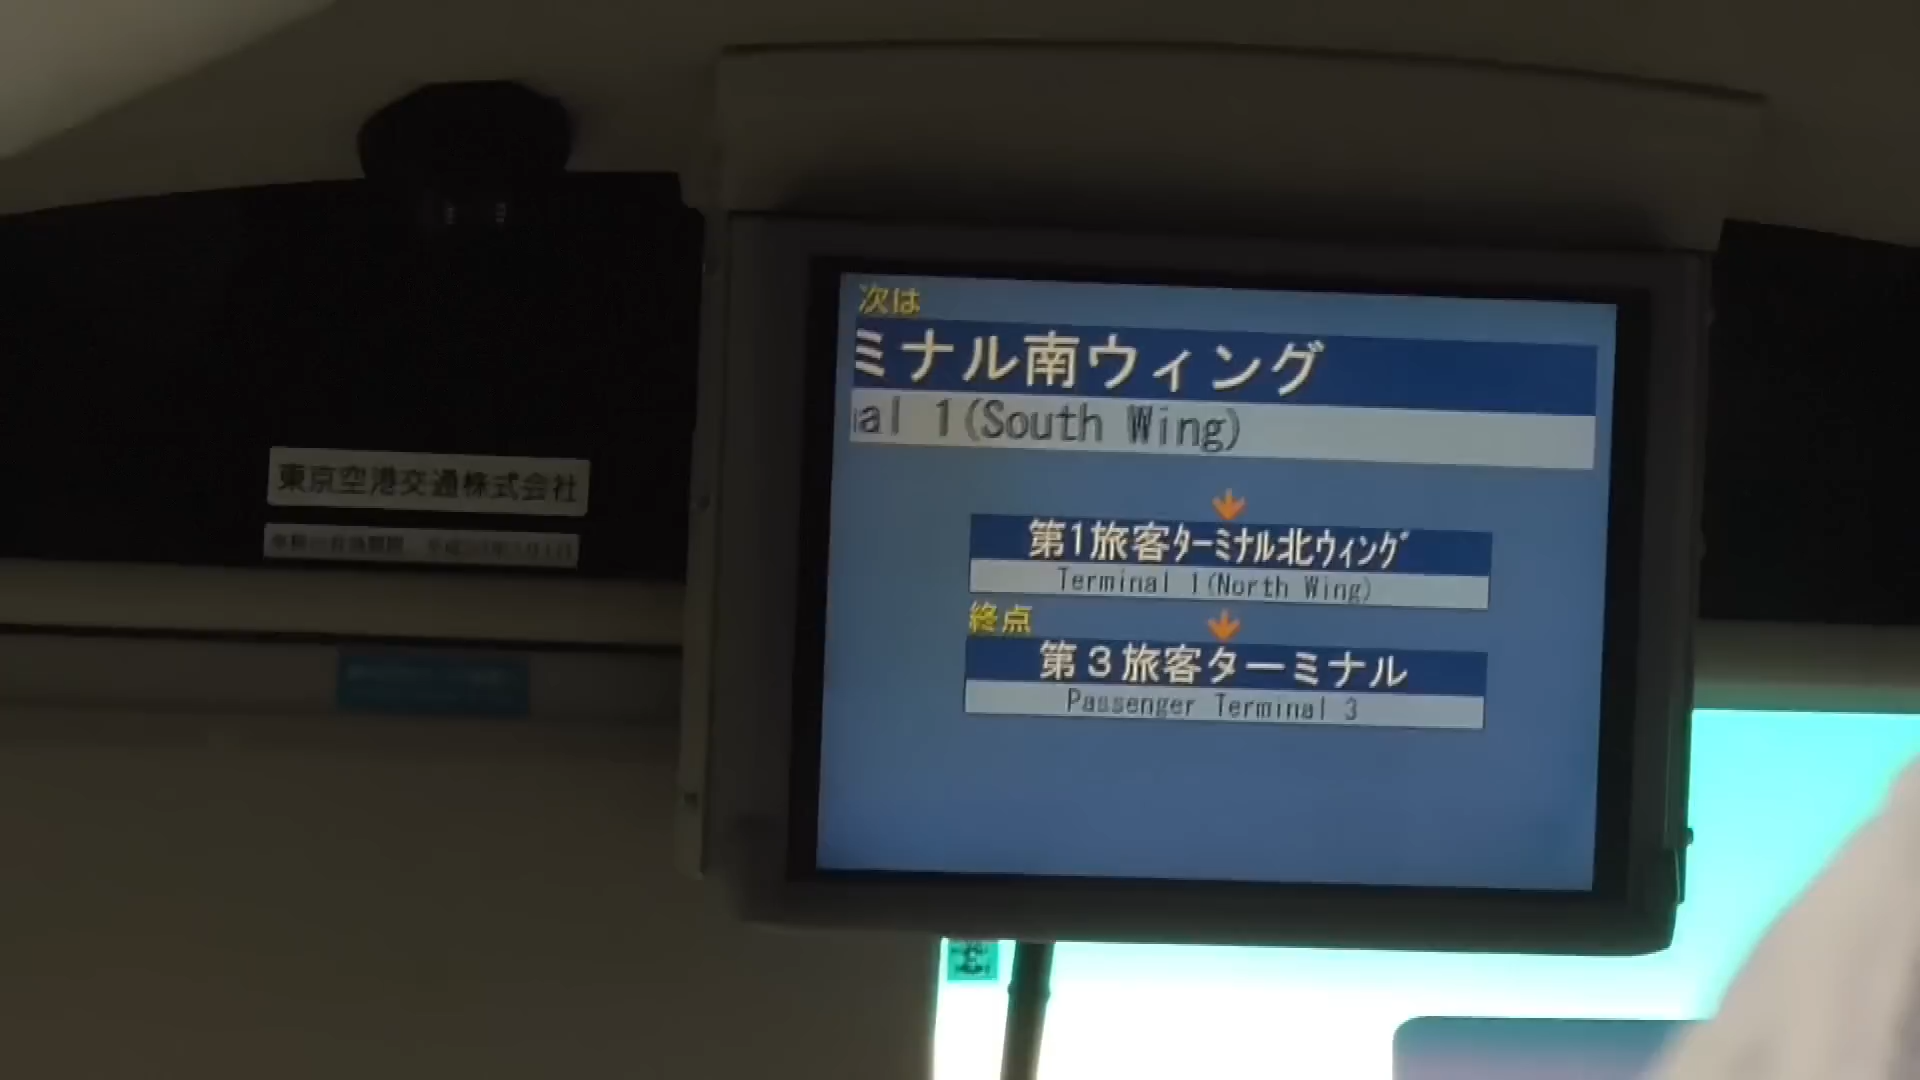 次は
ミナル南ウィング
al 1(South Wing)
第1旅客ﾀｰﾐﾅﾙ北ｳｨﾝｸﾞ
Terminal 1(North Wing)
終点
第3旅客ターミナル
Passenger Terminal 3
東京空港交通株式会社